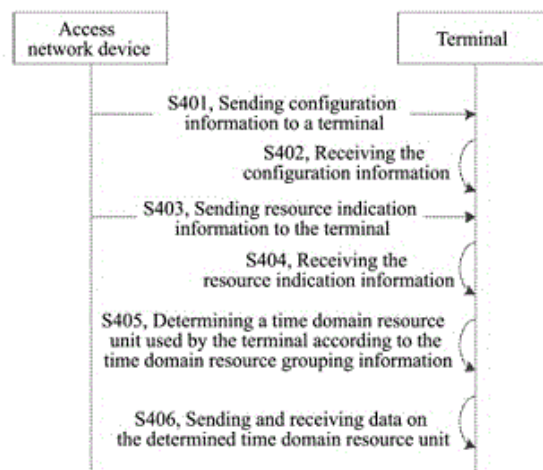 Access
network device
Terminal
S401, Sending configuration
information to a terminal
S402, Receiving the
configuration information
S403, Sending resource indication
information to the terminal
S404, Receiving the
resource indication information
S405, Determining a time domain resource
unit used by the terminal according to the
time domain resource grouping information
S406, Sending and receiving data on
the determined time domain resource unit